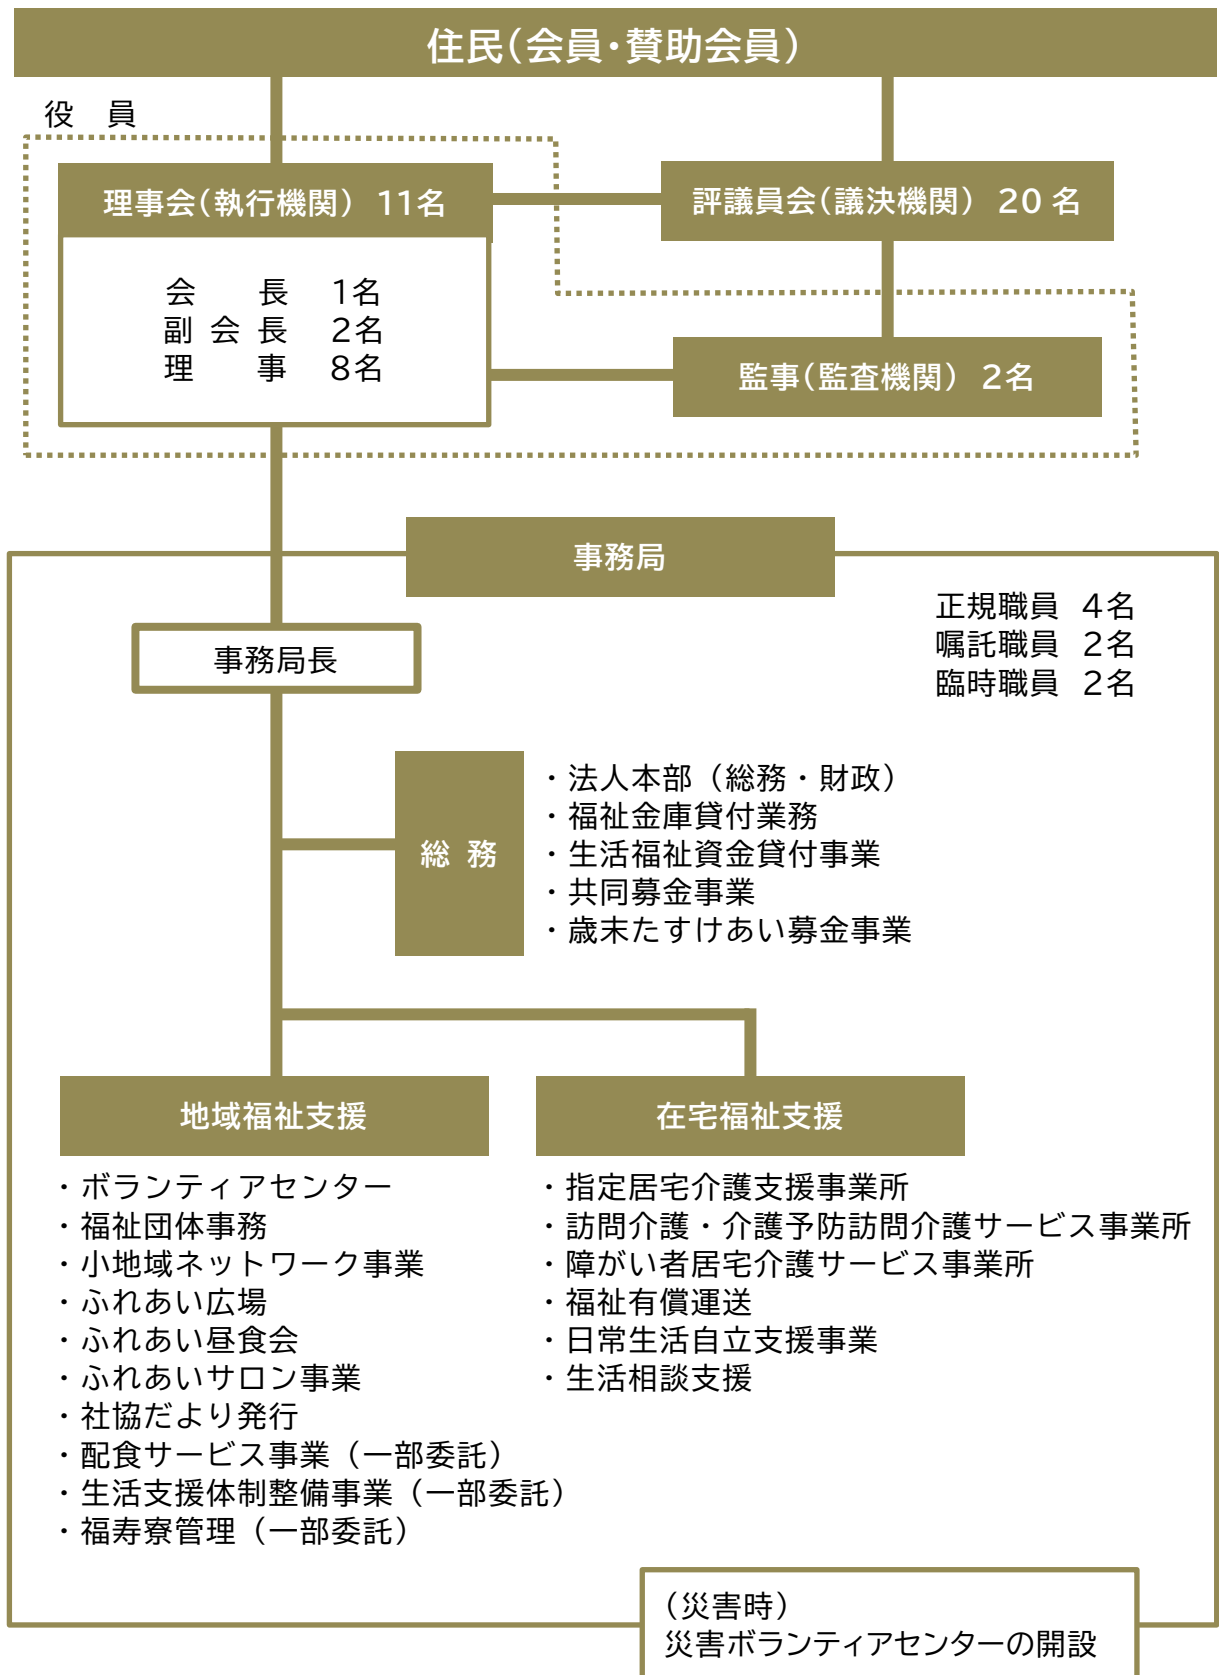 住民(会員・賛助会員)
役　員
理事会(執行機関)　11名
評議員会(議決機関)　20名
会　　長　1名
副 会 長　2名
理　　事　8名
監事(監査機関)　2名
事務局
正規職員　4名
嘱託職員　2名
臨時職員　2名
事務局長
総 務
・法人本部（総務・財政）
・福祉金庫貸付業務
・生活福祉資金貸付事業
・共同募金事業
・歳末たすけあい募金事業
地域福祉支援
・ボランティアセンター
・福祉団体事務
・小地域ネットワーク事業
・ふれあい広場
・ふれあい昼食会
・ふれあいサロン事業
・社協だより発行
・配食サービス事業（一部委託）
・生活支援体制整備事業（一部委託）
・福寿寮管理（一部委託）
在宅福祉支援
・指定居宅介護支援事業所
・訪問介護・介護予防訪問介護サービス事業所
・障がい者居宅介護サービス事業所
・福祉有償運送
・日常生活自立支援事業
・生活相談支援
（災害時）
災害ボランティアセンターの開設